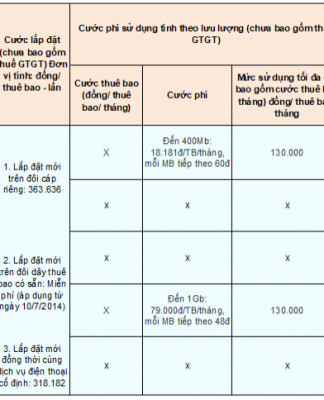 Cước lắp đặt
(chưa bao gồm
thuế GTGT) Đơn
vị tính: đồng/
thuê bao - lần
Cước phí sử dụng tính theo lưu lượng (chưa bao gồm th
GTGT)
Cước thuê bao
(đồng/ thuê
bao/ tháng)
Cước phí
Mức sử dụng tối đa
bao gồm cước thuê
tháng) đồng/ thuê ba
tháng
1. Lắp đặt mới
trên đôi cáp
riêng: 363.636
X
Đến 400Mb:
18.181đ/TB/tháng,
mỗi MB tiếp theo 60đ
130.000
x
x
x
2. Lắp đặt mới
trên đôi dây thuê
bao có sẵn: Miễn
phí (áp dụng từ
ngày 10/7/2014)
x
x
x
X
Đến 1Gb:
79.000đ/TB/tháng,
mỗi MB tiếp theo 48đ
130.000
3. Lắp đặt mới
đồng thời cùng
dịch vụ điện thoại
cố định: 318.182
x
x
x